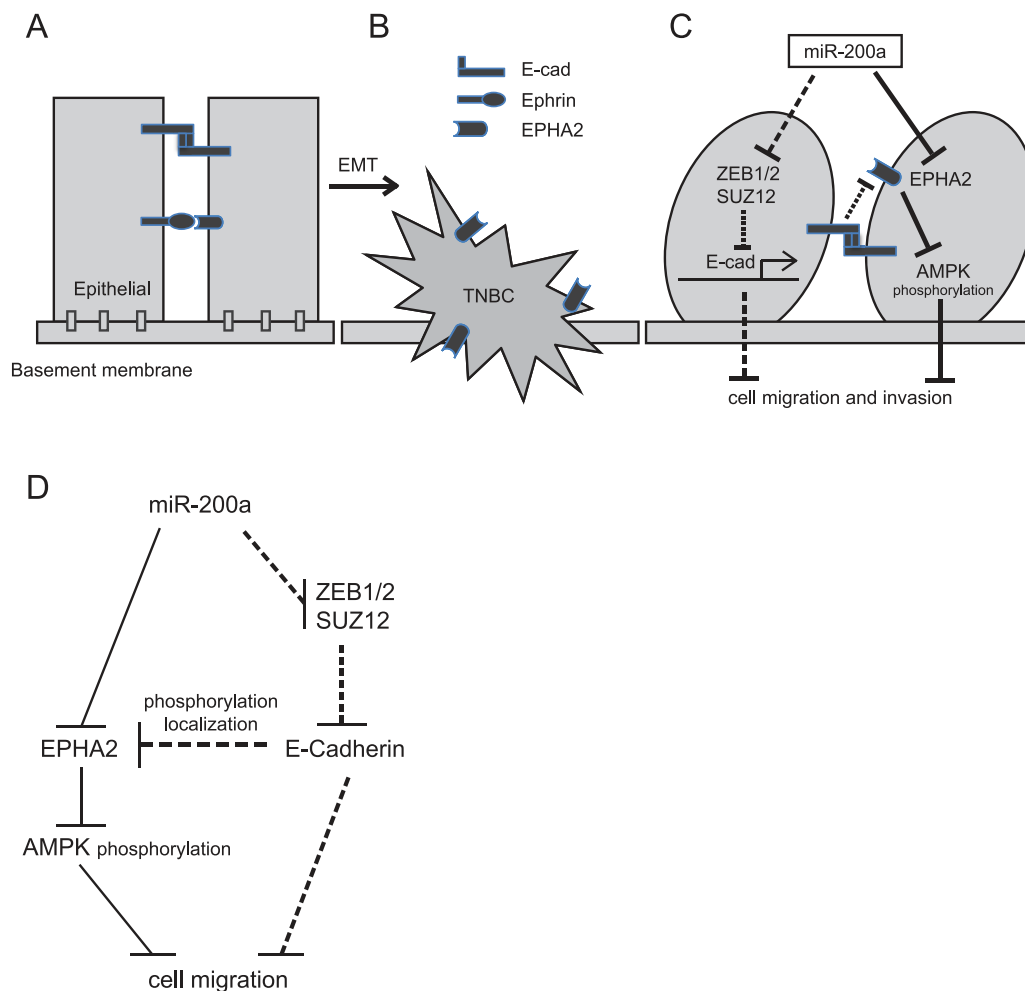 A
B
C
E-cad
Ephrin
EPHA2
EMT
Epithelial
TNBC
Basement membrane
miR-200a
ZEB1/2
SUZ12
EPHA2
E-cad
AMPK
phosphorylation
cell migration and invasion
D
miR-200a
ZEB1/2
SUZ12
phosphorylation
localization
EPHA2
E-Cadherin
AMPK phosphorylation
cell migration